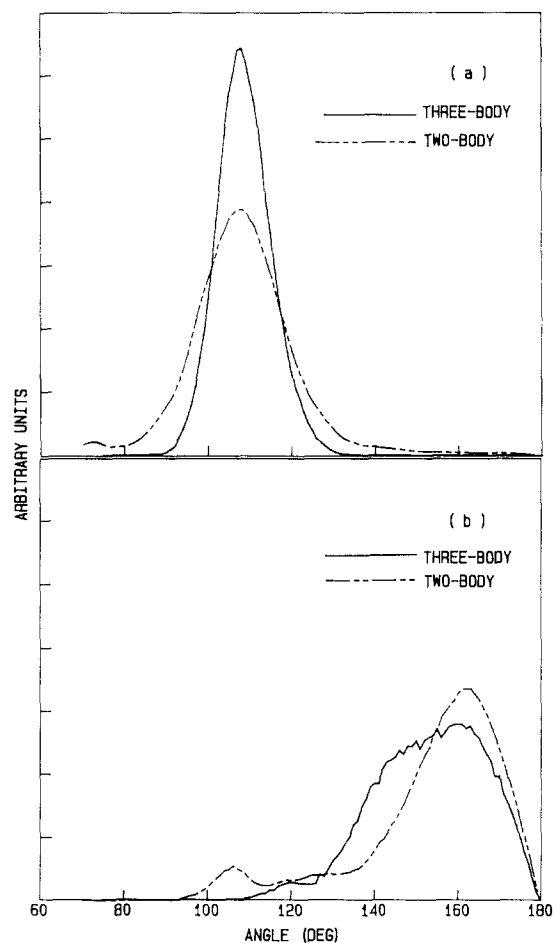 ( a )
THREE-BODY
TWO-BODY
ARBITRARY UNITS
( b )
THREE-BODY
TWO-BODY
60 80 100 120 140 160 180
ANGLE (DEG)